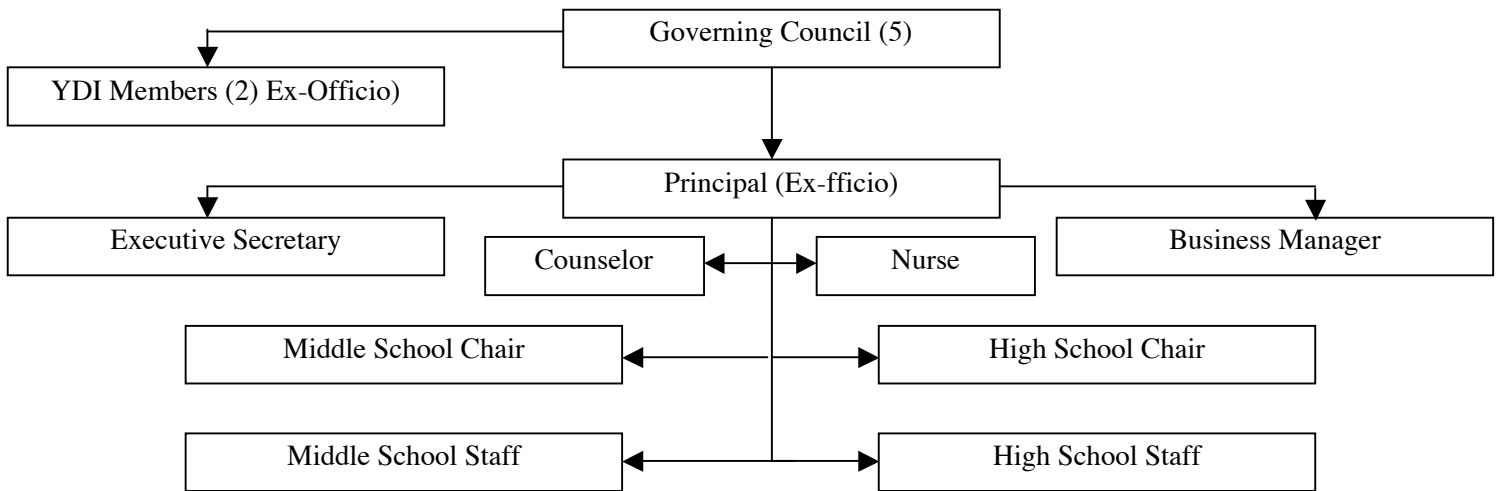 Governing Council (5)
YDI Members (2) Ex-Officio)
Principal (Ex-fficio)
Executive Secretary
Business Manager
Counselor
Nurse
Middle School Chair
High School Chair
Middle School Staff
High School Staff